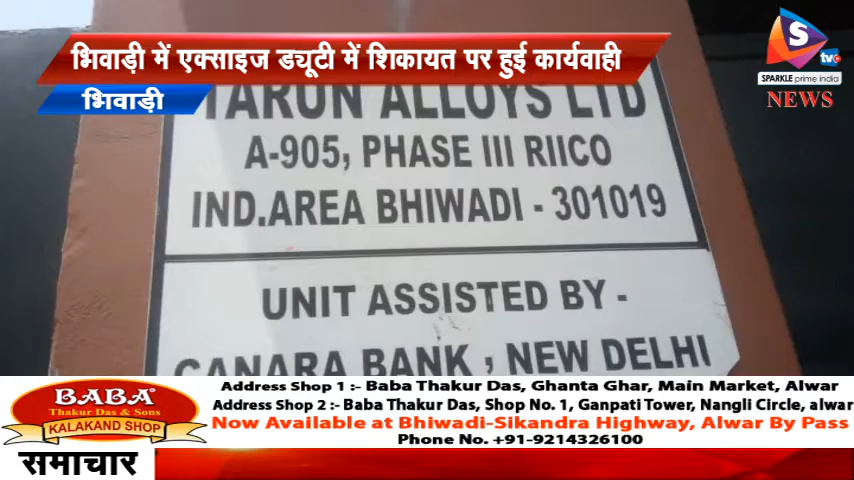 भिवाड़ी में एक्साइज ड्यूटी में शिकायत पर हुई कार्यवाही
भिवाड़ी
S
tv
SPARKLE prime india
NEWS
TARUN ALLOYS LTD
A-905, PHASE III RIICO
IND.AREA BHIWADI - 301019
UNIT ASSISTED BY -
CANARA BANK , NEW DELHI
BABA
Thakur Das & Sons
KALAKAND SHOP
Address Shop 1 :- Baba Thakur Das, Ghanta Ghar, Main Market, Alwar
Address Shop 2 :- Baba Thakur Das, Shop No. 1, Ganpati Tower, Nangli Circle, alwar
Now Available at Bhiwadi-Sikandra Highway, Alwar By Pass
Phone No. +91-9214326100
समाचार